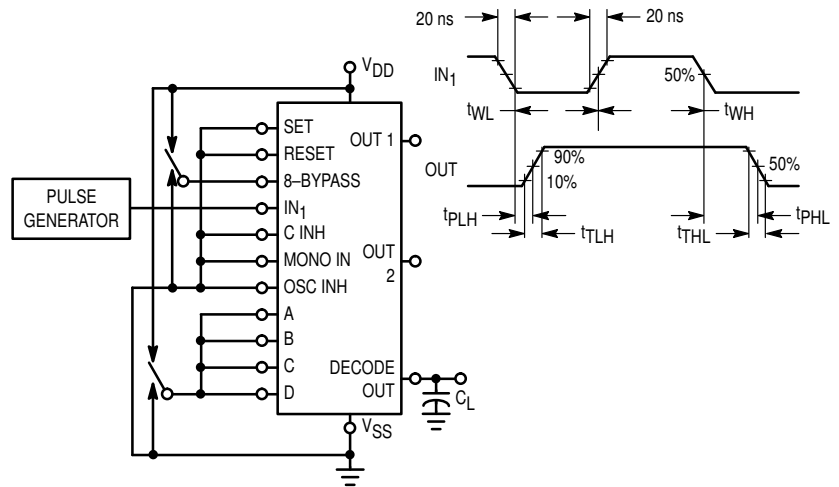 20 ns
20 ns
IN1
50%
tWL
tWH
OUT
90%
10%
50%
tPLH
tTLH
tTHL
tPHL
VDD
PULSE
GENERATOR
SET
RESET
8–BYPASS
IN1
C INH
MONO IN
OSC INH
A
B
C
D
OUT 1
OUT
2
DECODE
OUT
CL
VSS